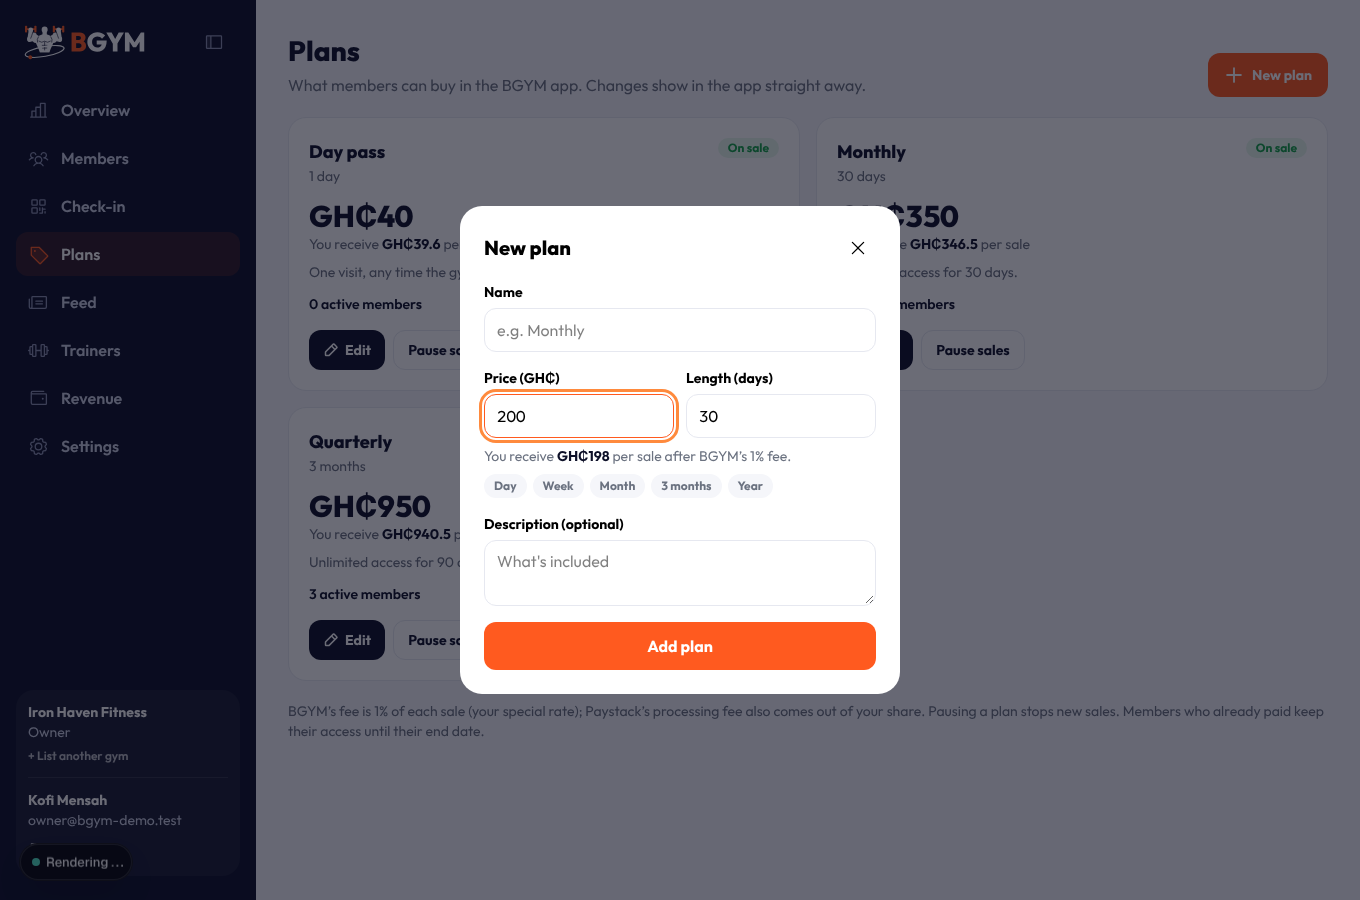 BGYM
Overview
Members
Check-in
Plans
Feed
Trainers
Revenue
Settings
Iron Haven Fitness
Owner
+ List another gym
Kofi Mensah
owner@bgym-demo.test
Rendering ...
Plans
What members can buy in the BGYM app. Changes show in the app straight away.
New plan
Day pass
On sale
1 day
GH₵40
You receive GH₵39.6 pe
One visit, any time the gy
0 active members
Edit
Pause sa
Monthly
On sale
30 days
₵350
e GH₵346.5 per sale
access for 30 days.
members
Pause sales
Quarterly
3 months
GH₵950
You receive GH₵940.5 p
Unlimited access for 90 d
3 active members
Edit
Pause sa
New plan
Name
e.g. Monthly
Price (GH₵)
Length (days)
200
30
You receive GH₵198 per sale after BGYM's 1% fee.
Day
Week
Month
3 months
Year
Description (optional)
What's included
Add plan
BGYM's fee is 1% of each sale (your special rate); Paystack's processing fee also comes out of your share. Pausing a plan stops new sales. Members who already paid keep
their access until their end date.